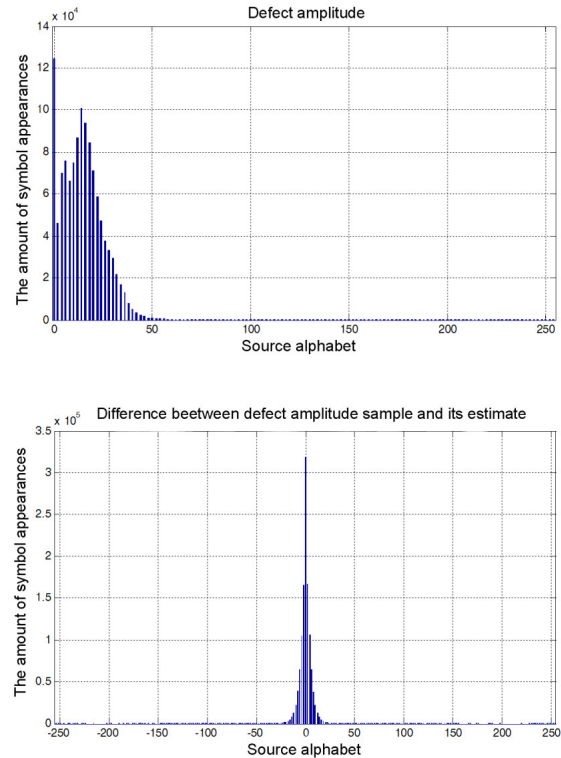 Defect amplitude
x 10^4
14
12
10
8
6
4
2
0
The amount of symbol appearances
0 50 100 150 200 250
Source alphabet
Difference beetween defect amplitude sample and its estimate
x 10^5
3.5
3
2.5
2
1.5
1
0.5
0
The amount of symbol appearances
-250 -200 -150 -100 -50 0 50 100 150 200 250
Source alphabet